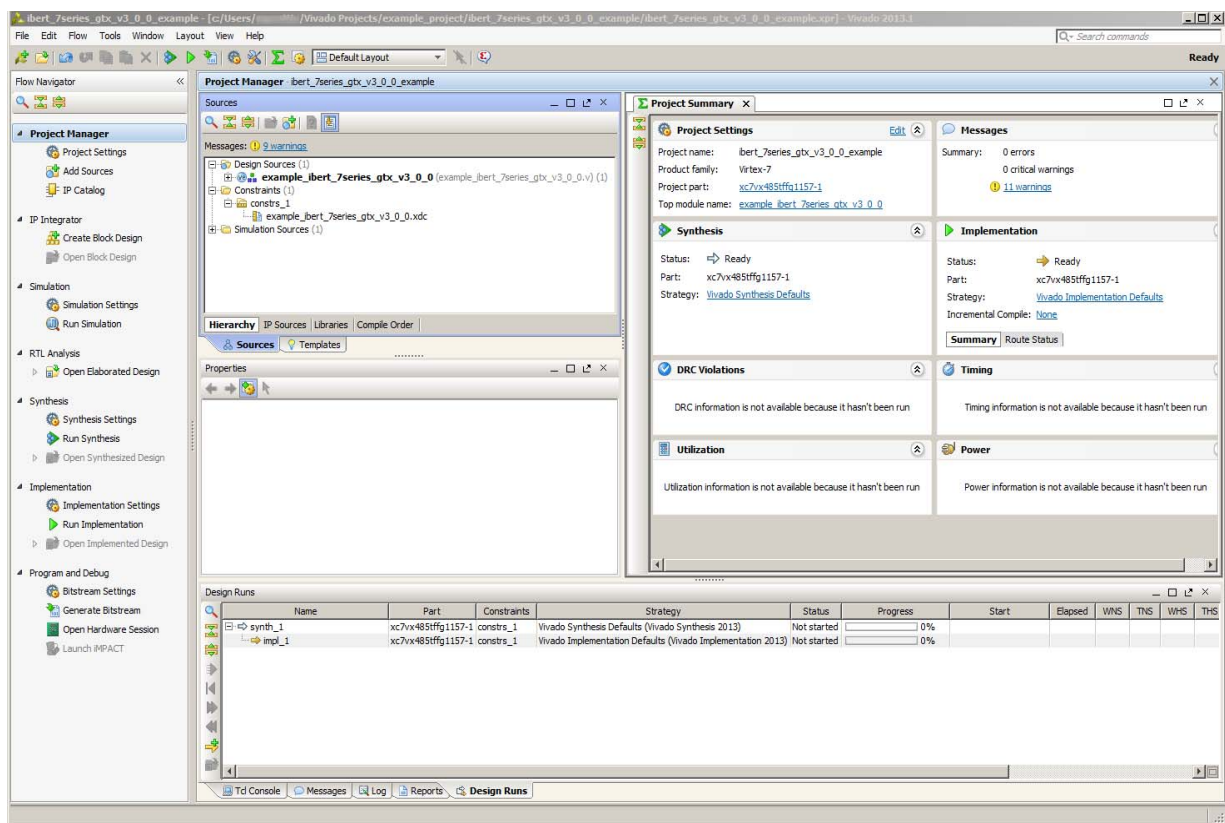 ibert_7series_gtx_v3_0_0_example - [c:/Users/ /Vivado Projects/example_project/ibert_7series_gtx_v3_0_0_example/ibert_7series_gtx_v3_0_0_example.xpr] - Vivado 2013.1
File Edit Flow Tools Window Layout View Help
Q- Search commands
Default Layout
Ready
Flow Navigator
Project Manager
Project Settings
Add Sources
IP Catalog
IP Integrator
Create Block Design
Open Block Design
Simulation
Simulation Settings
Run Simulation
RTL Analysis
Open Elaborated Design
Synthesis
Synthesis Settings
Run Synthesis
Open Synthesized Design
Implementation
Implementation Settings
Run Implementation
Open Implemented Design
Program and Debug
Bitstream Settings
Generate Bitstream
Open Hardware Session
Launch iMPACT
Project Manager - ibert_7series_gtx_v3_0_0_example
Sources
Messages: 9 warnings
Design Sources (1)
example_ibert_7series_gtx_v3_0_0 (example_ibert_7series_gtx_v3_0_0.v) (1)
Constraints (1)
constrs_1
example_ibert_7series_gtx_v3_0_0.xdc
Simulation Sources (1)
Hierarchy IP Sources Libraries Compile Order
Sources Templates
Properties
Project Summary
Project Settings Edit
Project name: ibert_7series_gtx_v3_0_0_example
Product family: Virtex-7
Project part: xc7vx485tffg1157-1
Top module name: example_ibert_7series_gtx_v3_0_0
Messages
Summary: 0 errors
0 critical warnings
11 warnings
Synthesis
Status: Ready
Part: xc7vx485tffg1157-1
Strategy: Vivado Synthesis Defaults
Implementation
Status: Ready
Part: xc7vx485tffg1157-1
Strategy: Vivado Implementation Defaults
Incremental Compile: None
Summary Route Status
DRC Violations
DRC information is not available because it hasn't been run
Timing
Timing information is not available because it hasn't been run
Utilization
Utilization information is not available because it hasn't been run
Power
Power information is not available because it hasn't been run
Design Runs
Name Part Constraints Strategy Status Progress Start Elapsed WNS TNS WHS THS
synth_1 xc7vx485tffg1157-1 constrs_1 Vivado Synthesis Defaults (Vivado Synthesis 2013) Not started 0%
impl_1 xc7vx485tffg1157-1 constrs_1 Vivado Implementation Defaults (Vivado Implementation 2013) Not started 0%
Tcl Console Messages Log Reports Design Runs